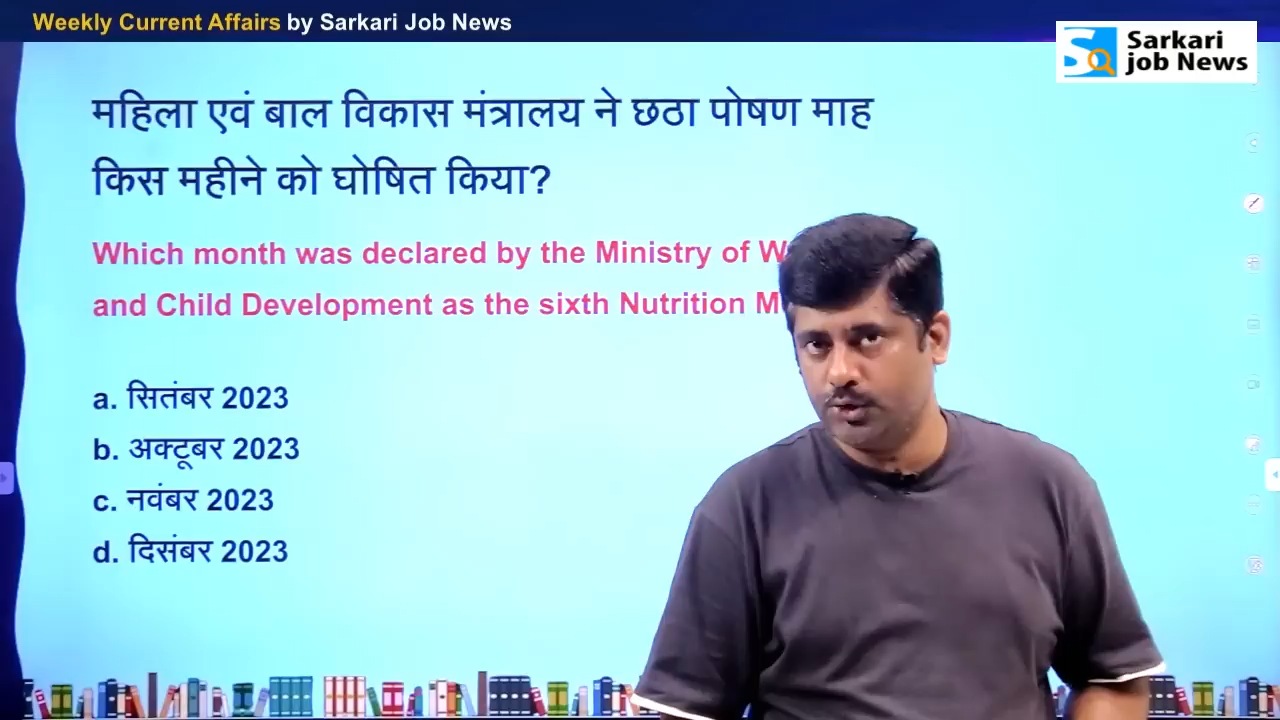 Weekly Current Affairs by Sarkari Job News
Sarkari
Job News
महिला एवं बाल विकास मंत्रालय ने छठा पोषण माह
किस महीने को घोषित किया?
Which month was declared by the Ministry of
and Child Development as the sixth Nutrition
a. सितंबर 2023
b. अक्टूबर 2023
c. नवंबर 2023
d. दिसंबर 2023